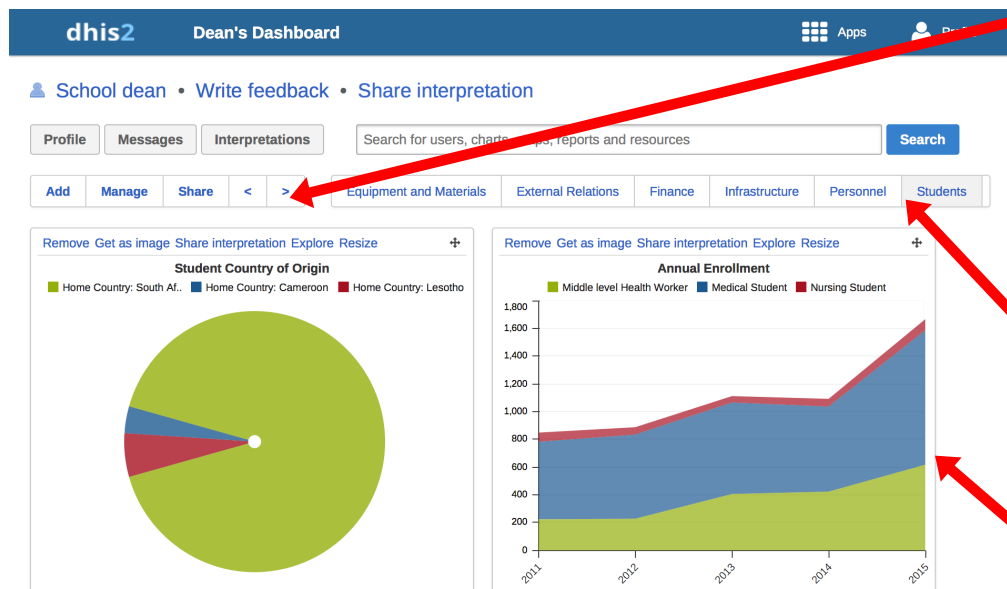 dhis2 Dean's Dashboard Apps
School dean • Write feedback • Share interpretation
Profile Messages Interpretations Search for users, reports and resources Search
Add Manage Share < > Equipment and Materials External Relations Finance Infrastructure Personnel Students
Remove Get as image Share interpretation Explore Resize
Student Country of Origin
Home Country: South Af.. Home Country: Cameroon Home Country: Lesotho
Remove Get as image Share interpretation Explore Resize
Annual Enrollment
Middle level Health Worker Medical Student Nursing Student
1,800
1,600
1,400
1,200
1,000
800
600
400
200
0
2011 2012 2013 2014 2015